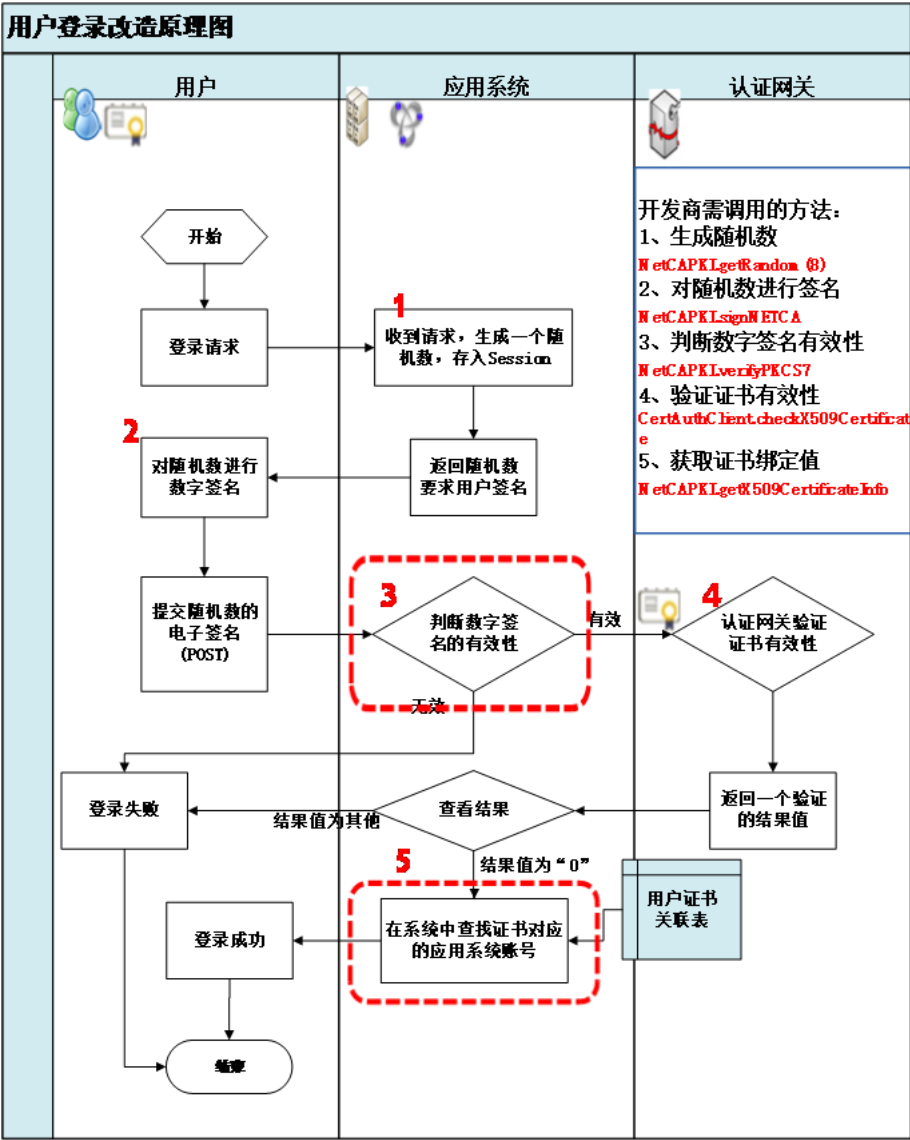 用户登录改造原理图
用户
应用系统
认证网关
开发商需调用的方法：
1、生成随机数
NetCAPKI.getRandom (8)
2、对随机数进行签名
NetCAPKI.signNETCA
3、判断数字签名有效性
NetCAPKI.verifyPKCS7
4、验证证书有效性
CertAuthClient.checkX509Certificat
e
5、获取证书绑定值
NetCAPKI.getX509CertificateInfo
开始
登录请求
1
收到请求，生成一个随
机数，存入Session
2
对随机数进行
数字签名
返回随机数
要求用户签名
提交随机数的
电子签名
(POST)
3
判断数字签
名的有效性
有效
4
认证网关验证
证书有效性
无效
登录失败
结果值为其他
查看结果
返回一个验证
的结果值
5
结果值为“0”
用户证书
关联表
登录成功
在系统中查找证书对应
的应用系统账号
结束